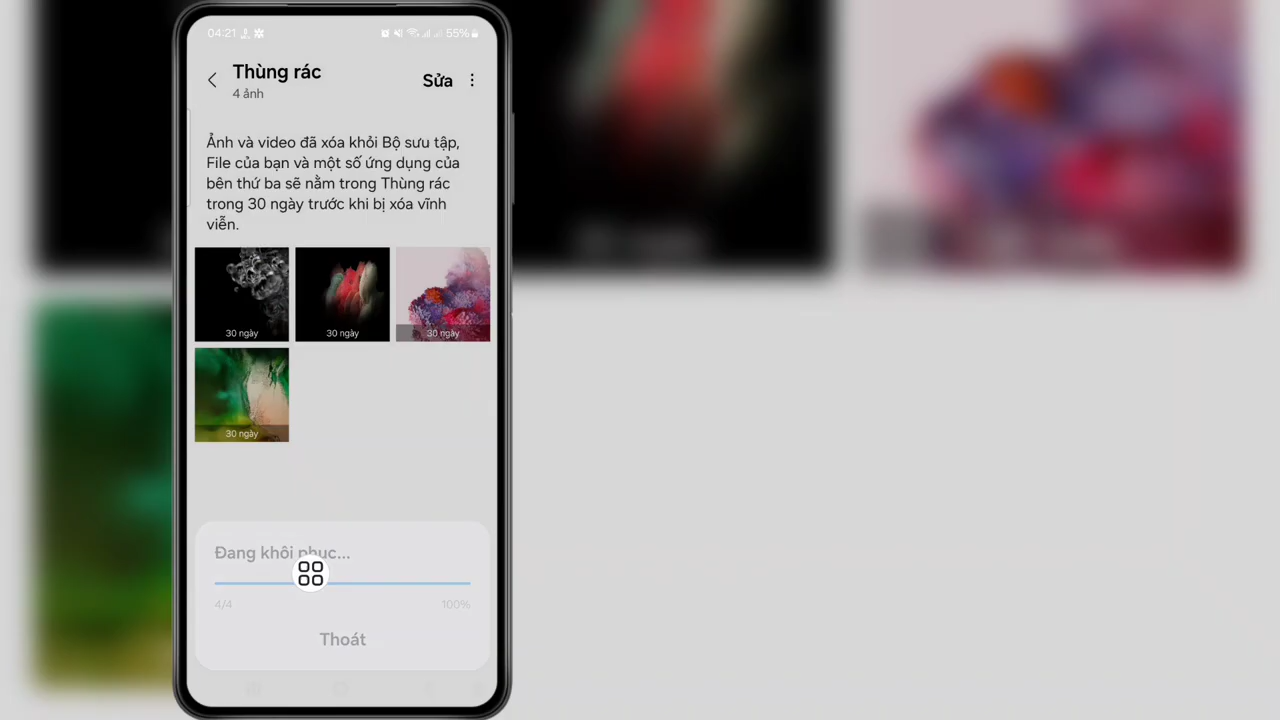 04:21
55%
Thùng rác
Sửa
4 ảnh
Ảnh và video đã xóa khỏi Bộ sưu tập,
File của bạn và một số ứng dụng của
bên thứ ba sẽ nằm trong Thùng rác
trong 30 ngày trước khi bị xóa vĩnh
viễn.
30 ngày
30 ngày
30 ngày
30 ngày
Đang khôi phục...
4/4
100%
Thoát